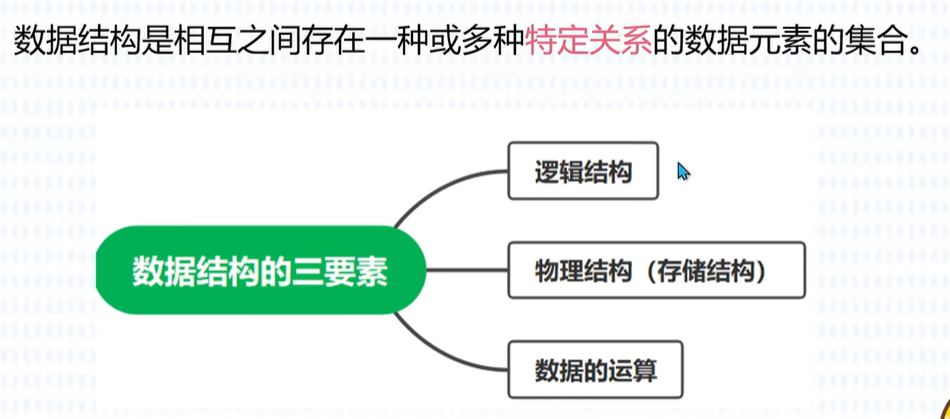 数据结构是相互之间存在一种或多种特定关系的数据元素的集合。
逻辑结构
数据结构的三要素
物理结构（存储结构）
数据的运算